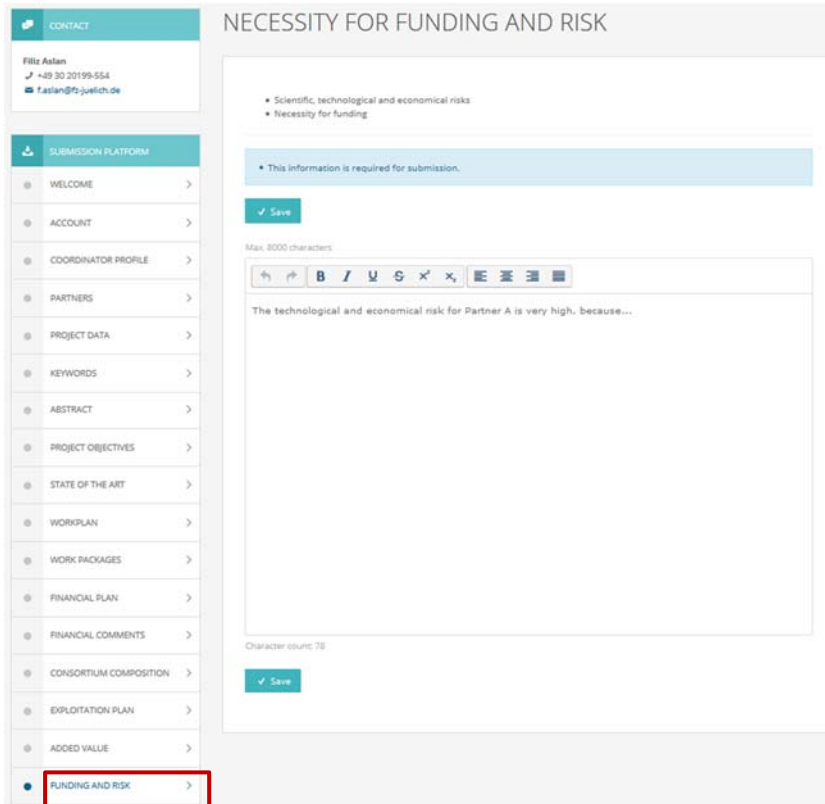 CONTACT
Filiz Aslan
+49 30 20199-554
f.aslan@fz-juelich.de
SUBMISSION PLATFORM
WELCOME
ACCOUNT
COORDINATOR PROFILE
PARTNERS
PROJECT DATA
KEYWORDS
ABSTRACT
PROJECT OBJECTIVES
STATE OF THE ART
WORKPLAN
WORK PACKAGES
FINANCIAL PLAN
FINANCIAL COMMENTS
CONSORTIUM COMPOSITION
EXPLOITATION PLAN
ADDED VALUE
FUNDING AND RISK
NECESSITY FOR FUNDING AND RISK
• Scientific, technological and economical risks
• Necessity for funding
• This information is required for submission.
Save
Max. 8000 characters
B I U S x² x₂
The technological and economical risk for Partner A is very high, because...
Character count: 78
Save